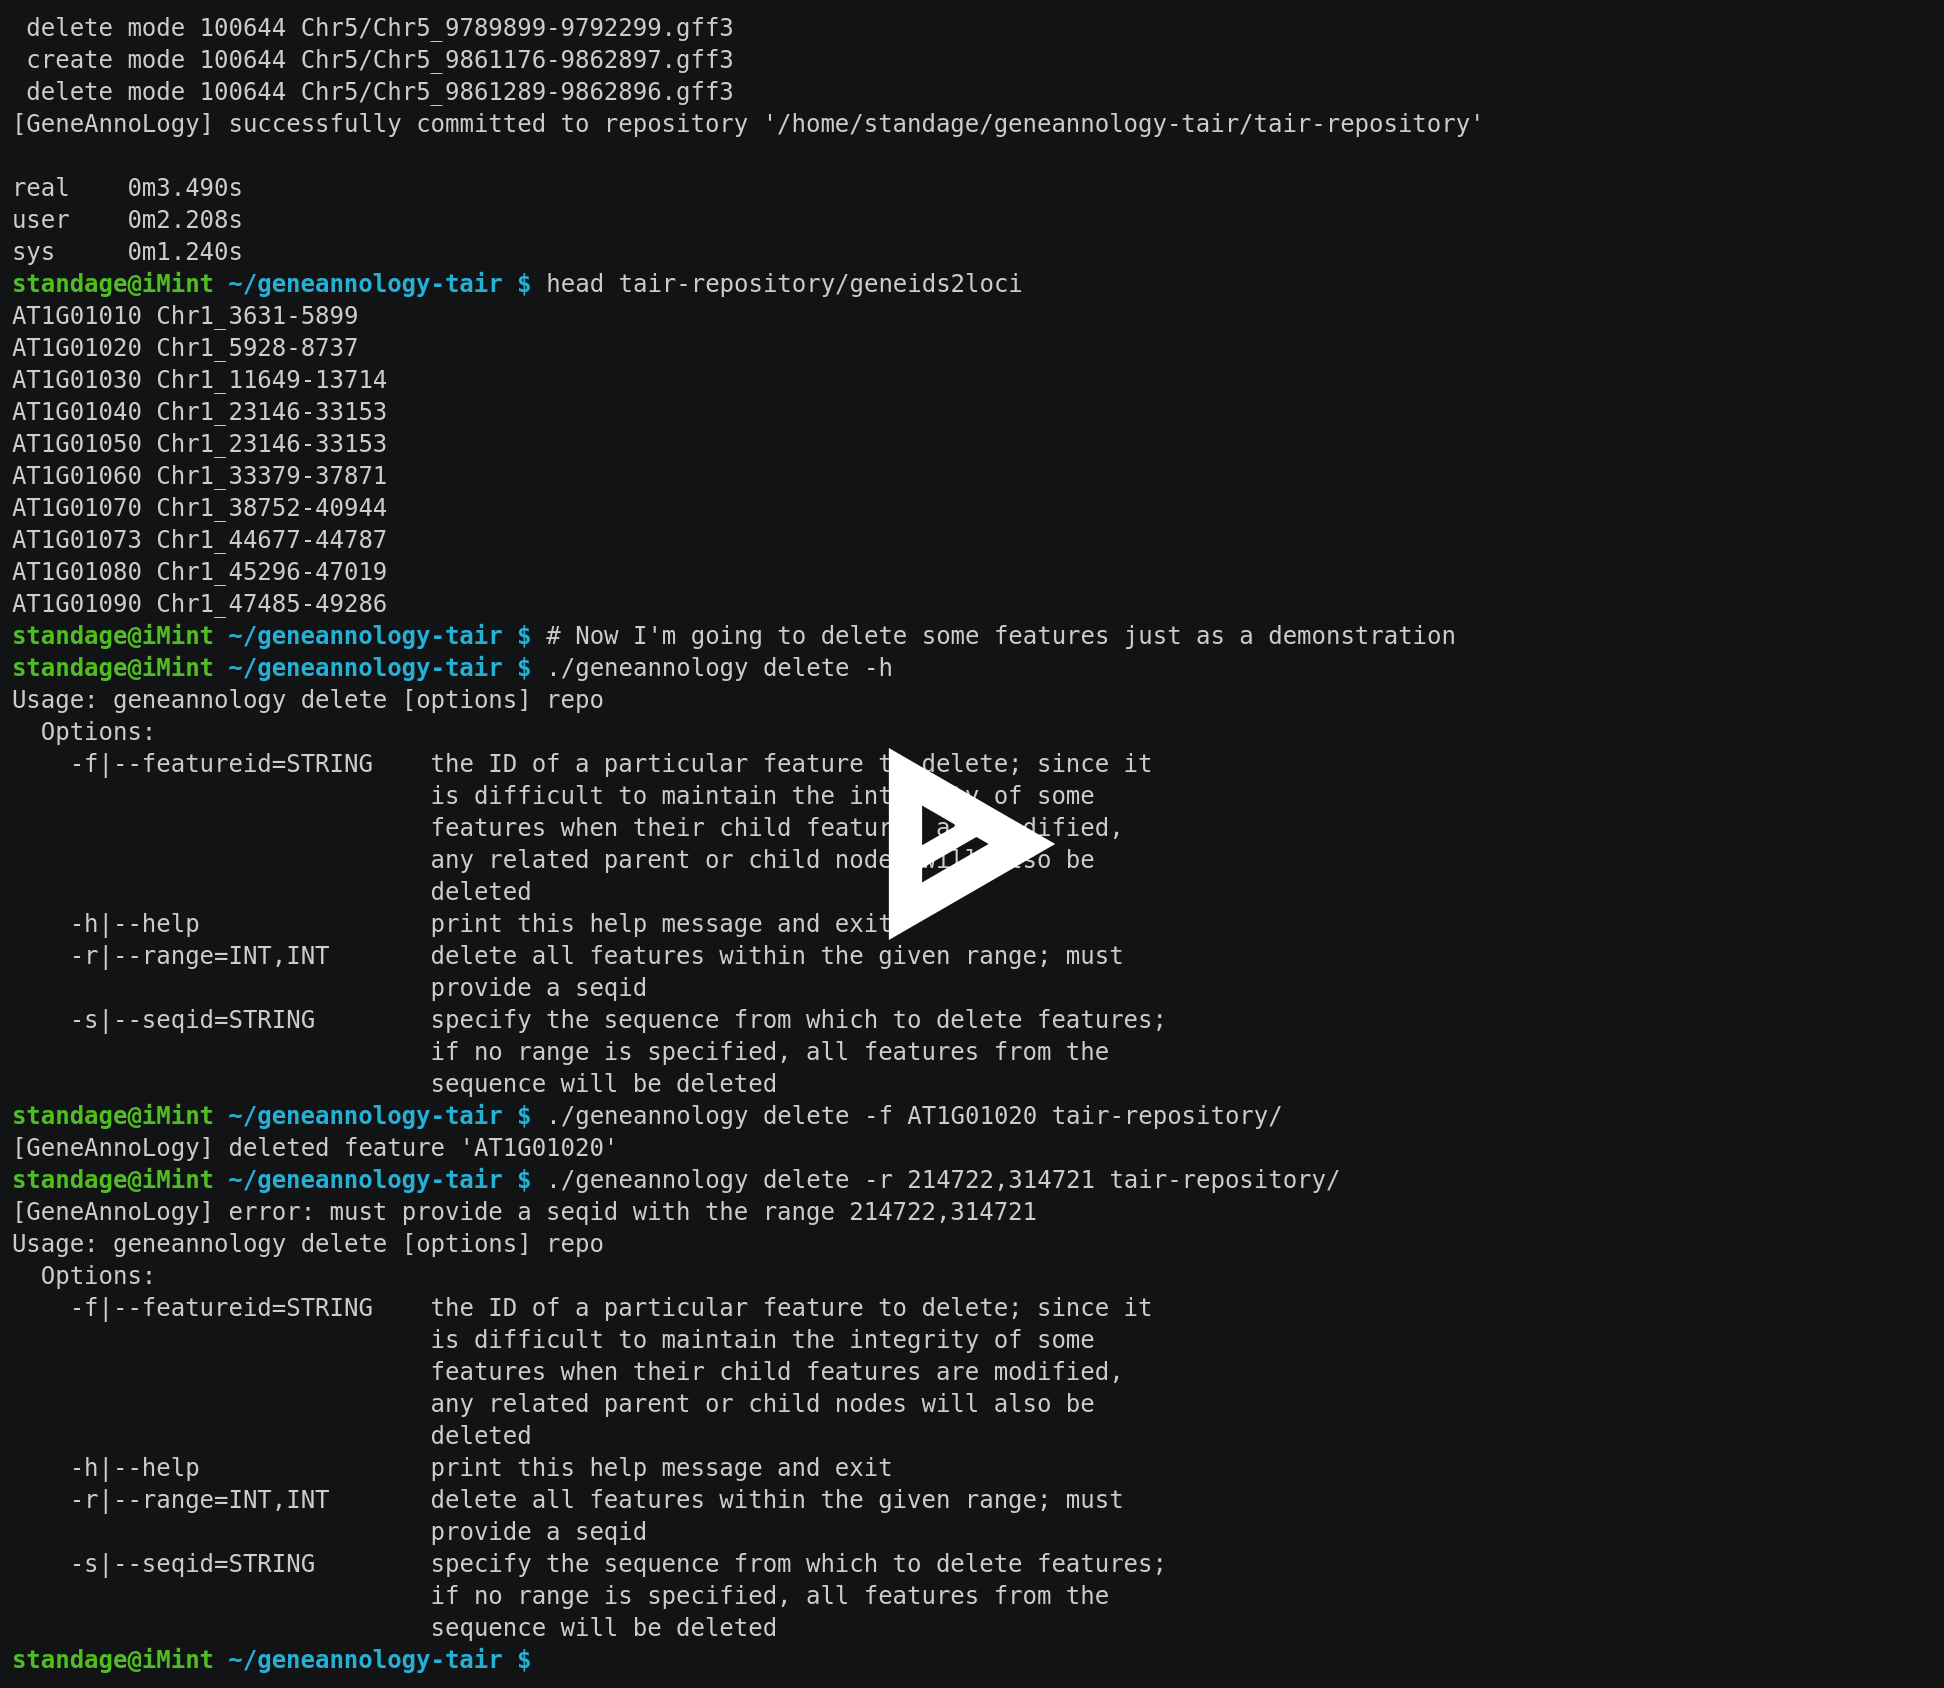 delete mode 100644 Chr5/Chr5_9789899-9792299.gff3
 create mode 100644 Chr5/Chr5_9861176-9862897.gff3
 delete mode 100644 Chr5/Chr5_9861289-9862896.gff3
[GeneAnnoLogy] successfully committed to repository '/home/standage/geneannology-tair/tair-repository'

real    0m3.490s
user    0m2.208s
sys     0m1.240s
standage@iMint ~/geneannology-tair $ head tair-repository/geneids2loci
AT1G01010 Chr1_3631-5899
AT1G01020 Chr1_5928-8737
AT1G01030 Chr1_11649-13714
AT1G01040 Chr1_23146-33153
AT1G01050 Chr1_23146-33153
AT1G01060 Chr1_33379-37871
AT1G01070 Chr1_38752-40944
AT1G01073 Chr1_44677-44787
AT1G01080 Chr1_45296-47019
AT1G01090 Chr1_47485-49286
standage@iMint ~/geneannology-tair $ # Now I'm going to delete some features just as a demonstration
standage@iMint ~/geneannology-tair $ ./geneannology delete -h
Usage: geneannology delete [options] repo
  Options:
    -f|--featureid=STRING    the ID of a particular feature to delete; since it
                             is difficult to maintain the integrity of some
                             features when their child features are modified,
                             any related parent or child nodes will also be
                             deleted
    -h|--help                print this help message and exit
    -r|--range=INT,INT       delete all features within the given range; must
                             provide a seqid
    -s|--seqid=STRING        specify the sequence from which to delete features;
                             if no range is specified, all features from the
                             sequence will be deleted
standage@iMint ~/geneannology-tair $ ./geneannology delete -f AT1G01020 tair-repository/
[GeneAnnoLogy] deleted feature 'AT1G01020'
standage@iMint ~/geneannology-tair $ ./geneannology delete -r 214722,314721 tair-repository/
[GeneAnnoLogy] error: must provide a seqid with the range 214722,314721
Usage: geneannology delete [options] repo
  Options:
    -f|--featureid=STRING    the ID of a particular feature to delete; since it
                             is difficult to maintain the integrity of some
                             features when their child features are modified,
                             any related parent or child nodes will also be
                             deleted
    -h|--help                print this help message and exit
    -r|--range=INT,INT       delete all features within the given range; must
                             provide a seqid
    -s|--seqid=STRING        specify the sequence from which to delete features;
                             if no range is specified, all features from the
                             sequence will be deleted
standage@iMint ~/geneannology-tair $